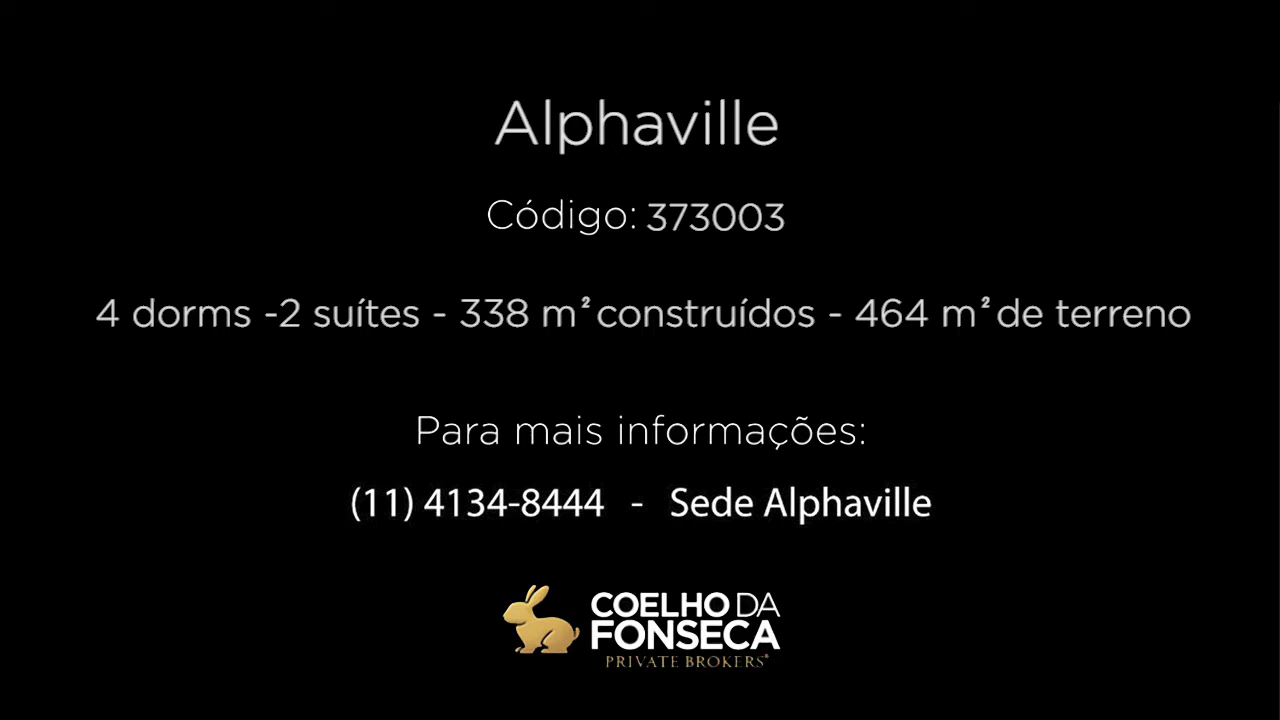 Alphaville
Código: 373003
4 dorms -2 suítes - 338 m² construídos - 464 m² de terreno
Para mais informações:
(11) 4134-8444 - Sede Alphaville
COELHO DA
FONSECA
PRIVATE BROKERS®